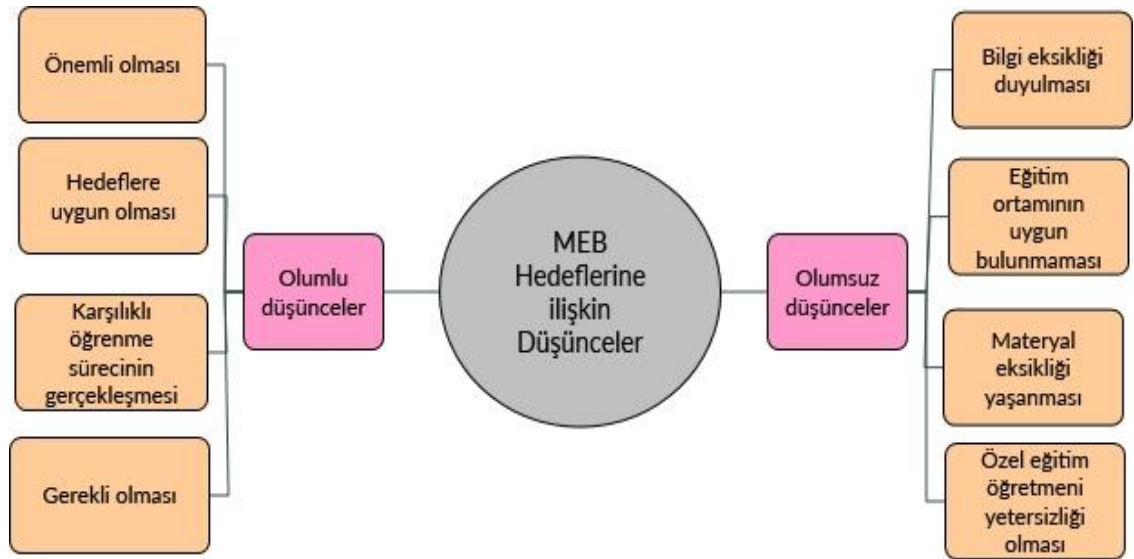 Önemli olması
Hedeflere
uygun olması
Karşılıklı
öğrenme
sürecinin
gerçekleşmesi
Gerekli olması
Olumlu
düşünceler
MEB
Hedeflerine
ilişkin
Düşünceler
Olumsuz
düşünceler
Bilgi eksikliği
duyulması
Eğitim
ortamının
uygun
bulunmaması
Materyal
eksikliği
yaşanması
Özel eğitim
öğretmeni
yetersizliği
olması